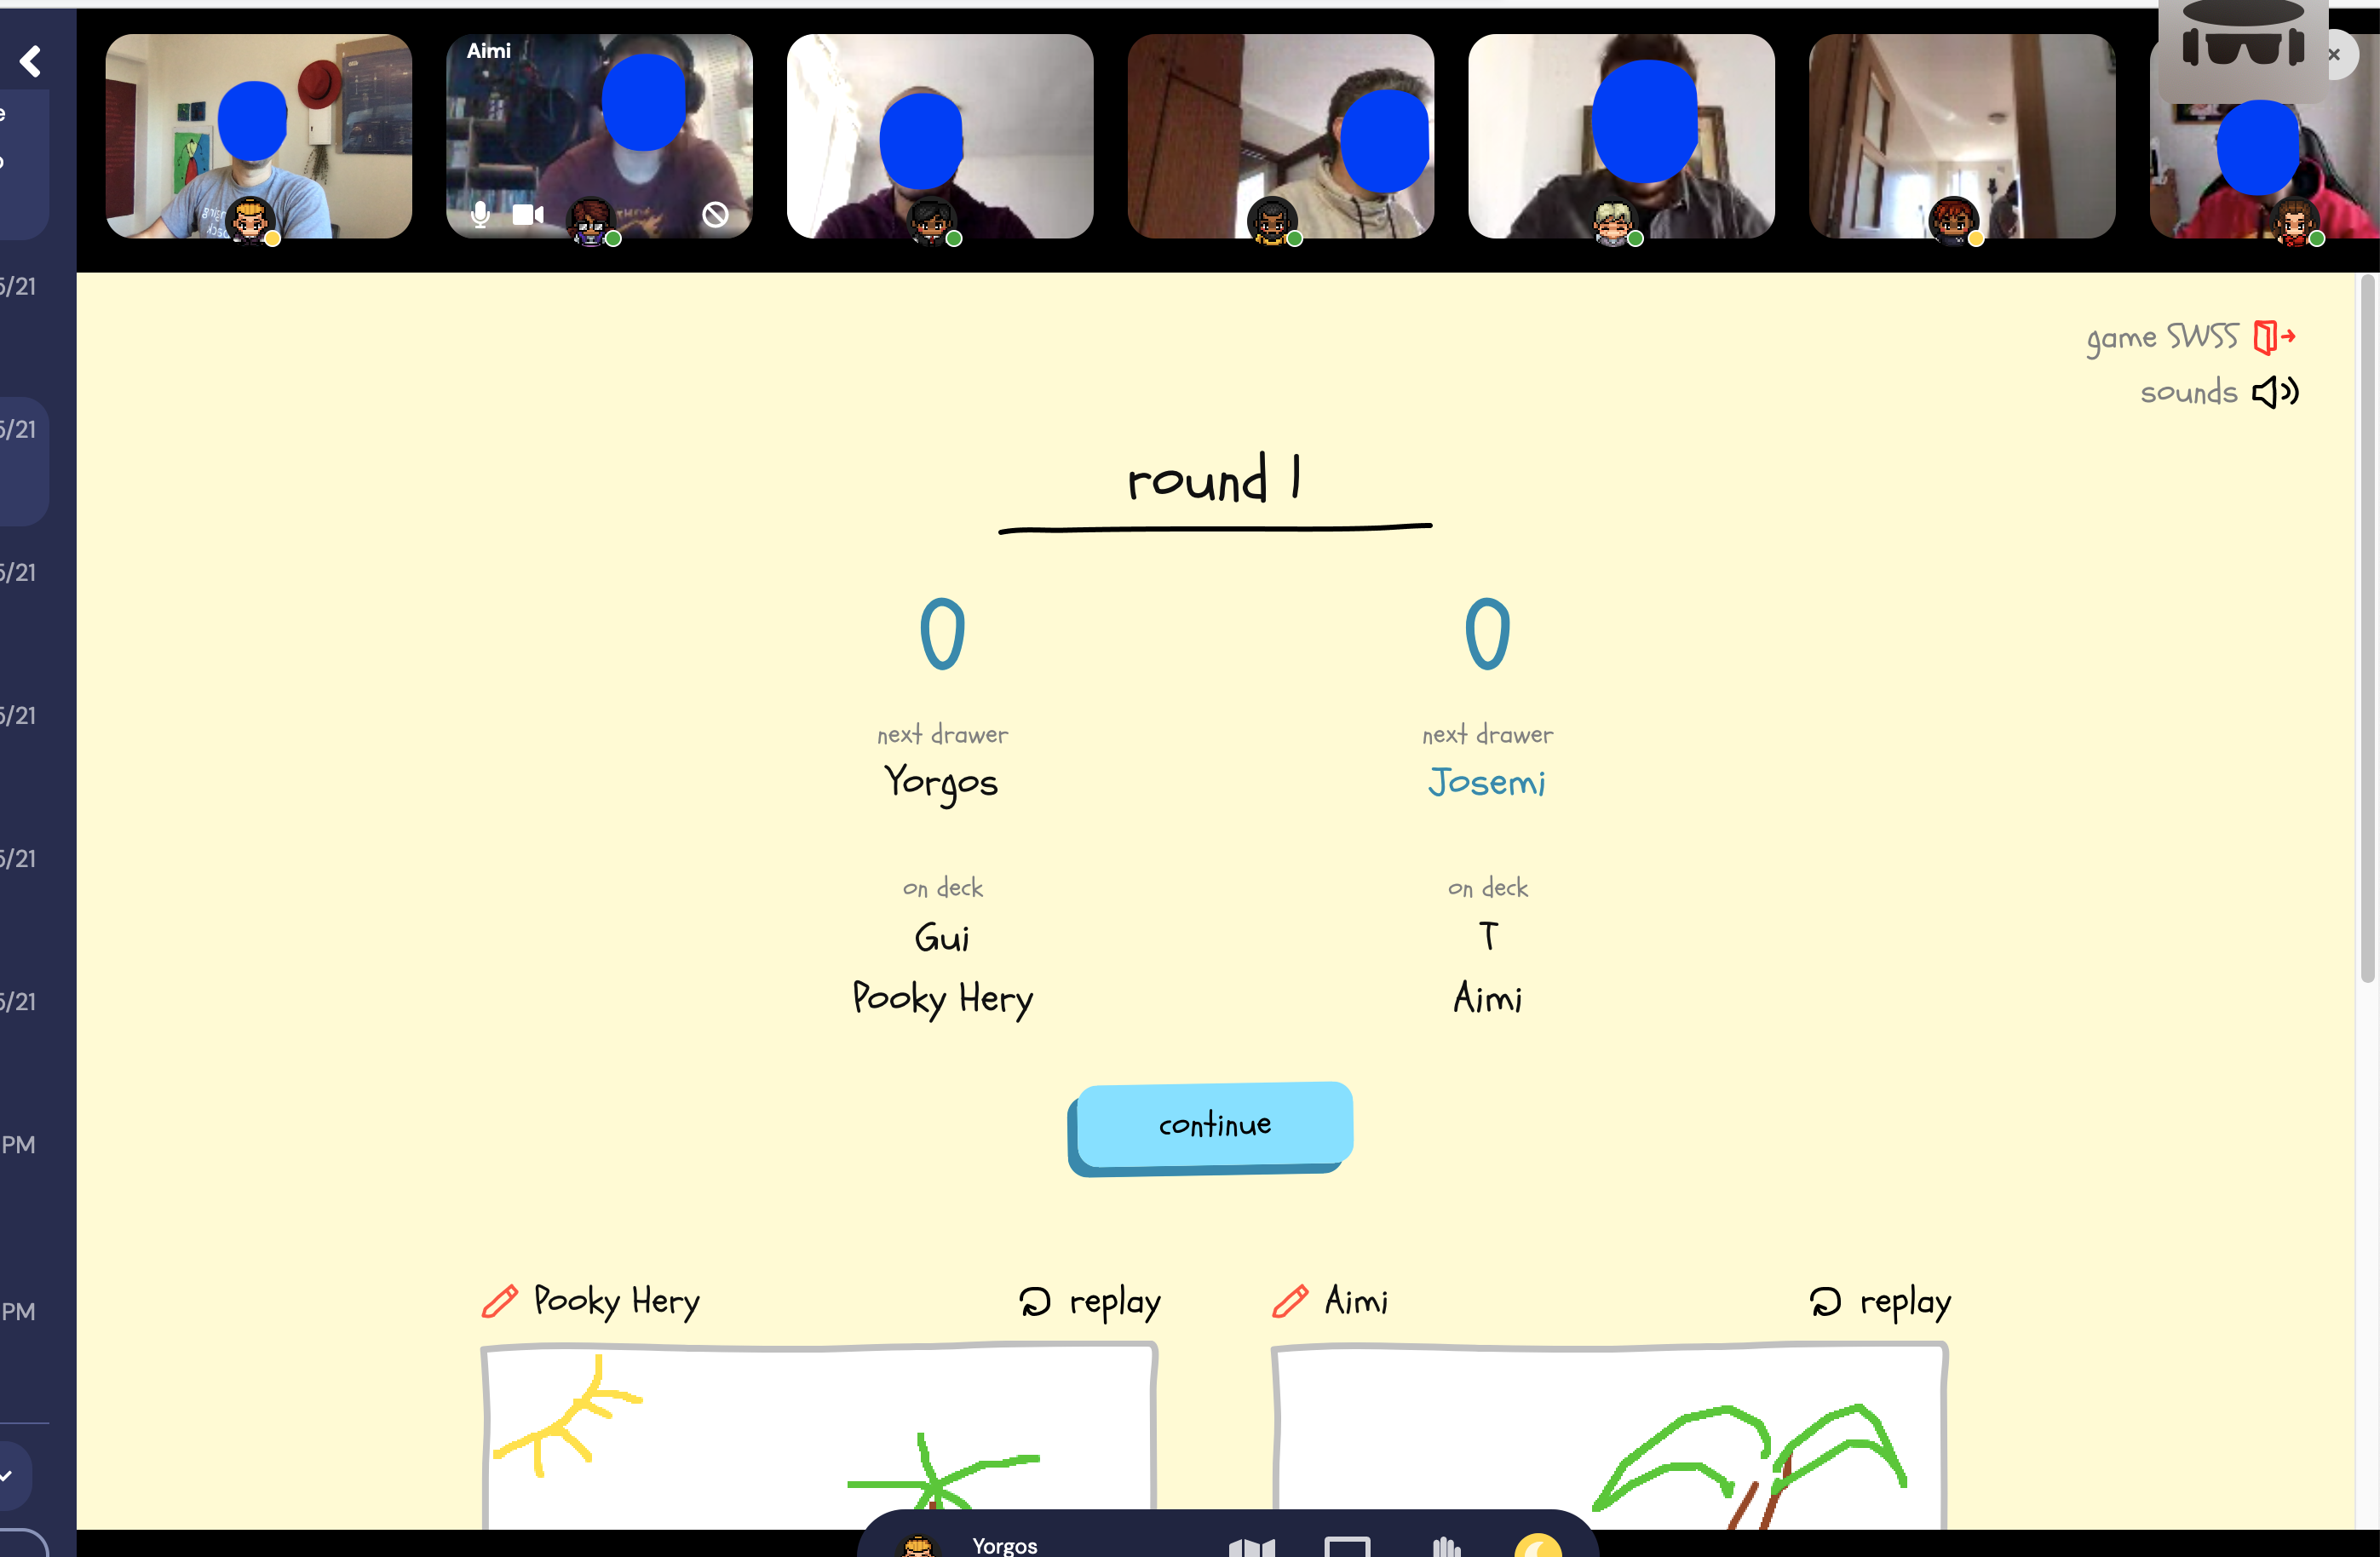 Aimi
e
5/21
5/21
5/21
5/21
5/21
5/21
PM
PM
game SWSS
sounds
round 1
0 0
next drawer next drawer
Yorgos Josemi
on deck on deck
Gui T
Pooky Hery Aimi
continue
Pooky Hery replay Aimi replay
Yorgos